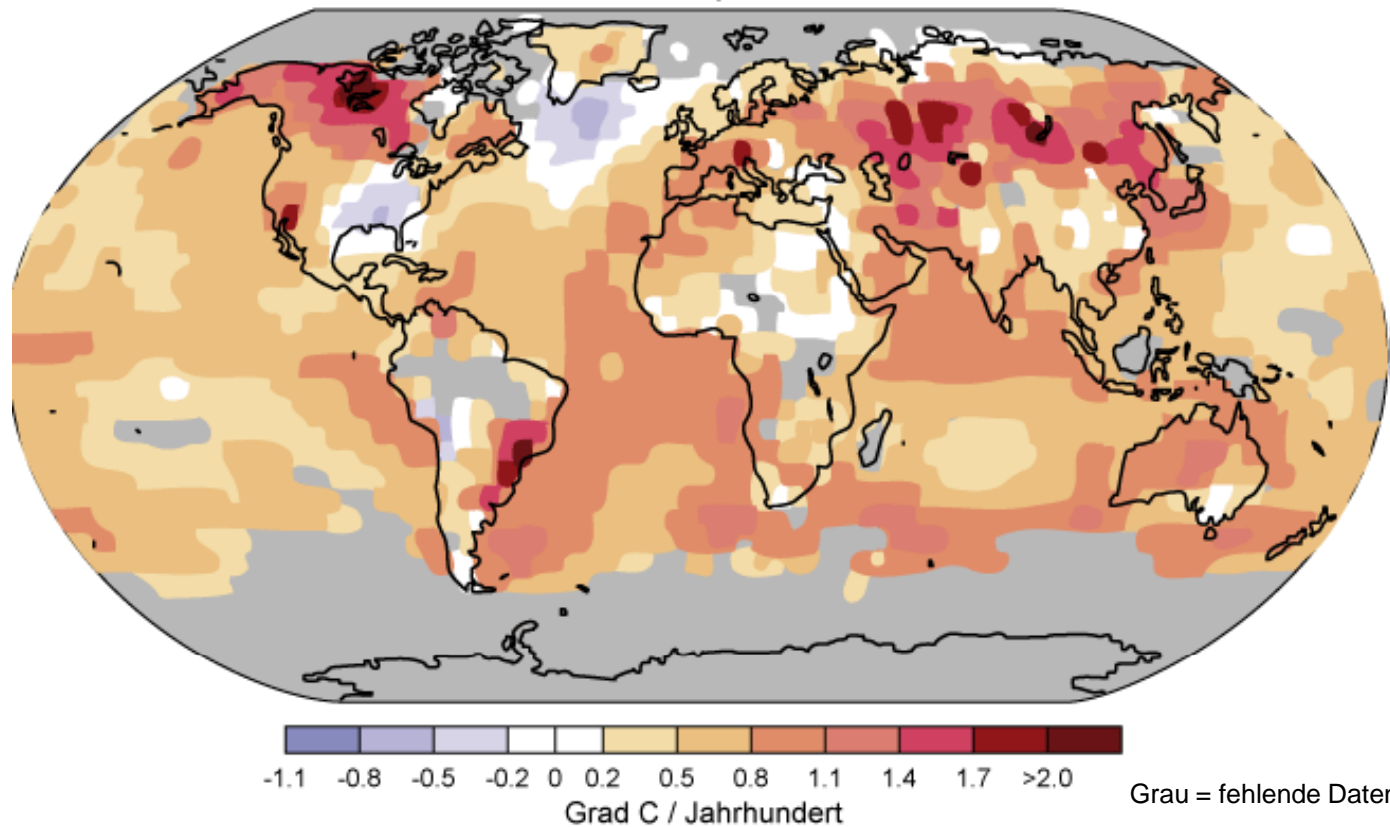 -1.1 -0.8 -0.5 -0.2 0 0.2 0.5 0.8 1.1 1.4 1.7 >2.0
Grad C / Jahrhundert
Grau = fehlende Daten